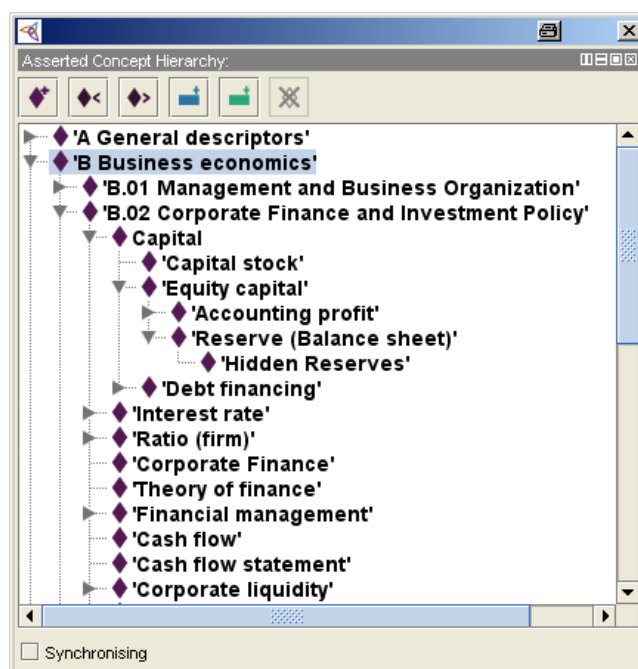 Asserted Concept Hierarchy:
'A General descriptors'
'B Business economics'
'B.01 Management and Business Organization'
'B.02 Corporate Finance and Investment Policy'
Capital
'Capital stock'
'Equity capital'
'Accounting profit'
'Reserve (Balance sheet)'
'Hidden Reserves'
'Debt financing'
'Interest rate'
'Ratio (firm)'
'Corporate Finance'
'Theory of finance'
'Financial management'
'Cash flow'
'Cash flow statement'
'Corporate liquidity'
Synchronising